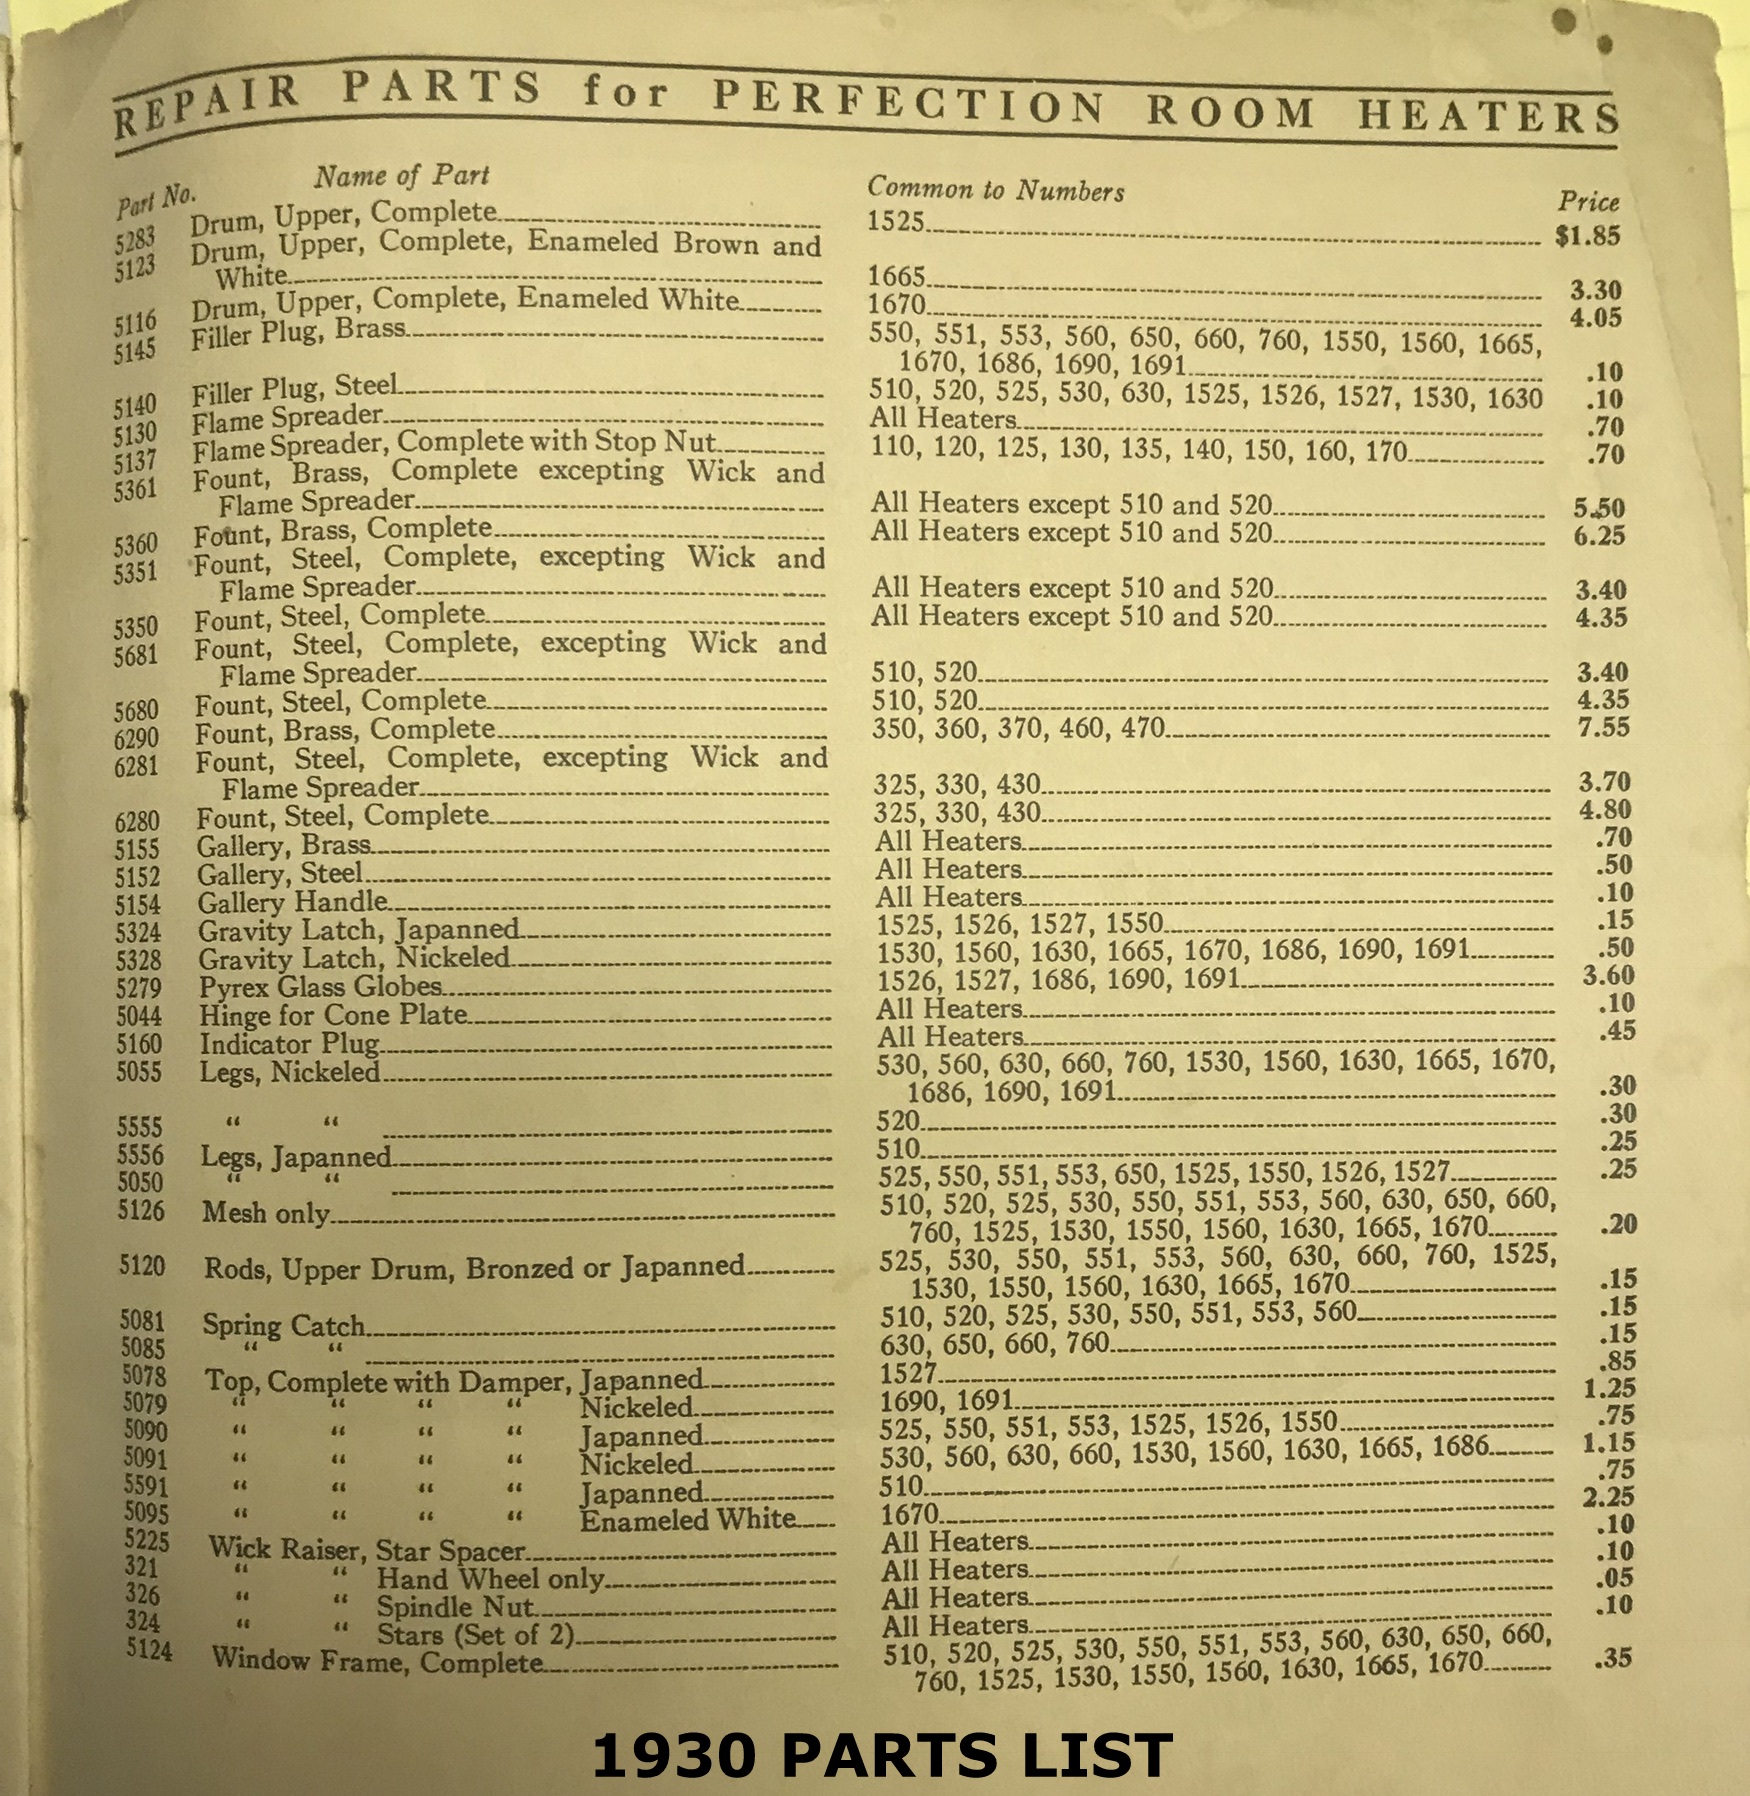 REPAIR PARTS for PERFECTION ROOM HEATERS
Part No. Name of Part Common to Numbers Price
5283 Drum, Upper, Complete 1525 $1.85
5123 Drum, Upper, Complete, Enameled Brown and
White 1665 3.30
5116 Drum, Upper, Complete, Enameled White 1670 4.05
5145 Filler Plug, Brass 550, 551, 553, 560, 650, 660, 760, 1550, 1560, 1665,
1670, 1686, 1690, 1691 .10
5140 Filler Plug, Steel 510, 520, 525, 530, 630, 1525, 1526, 1527, 1530, 1630 .10
5130 Flame Spreader All Heaters .70
5137 Flame Spreader, Complete with Stop Nut 110, 120, 125, 130, 135, 140, 150, 160, 170 .70
5361 Fount, Brass, Complete excepting Wick and
Flame Spreader All Heaters except 510 and 520 5.50
5360 Fount, Brass, Complete All Heaters except 510 and 520 6.25
5351 Fount, Steel, Complete, excepting Wick and
Flame Spreader All Heaters except 510 and 520 3.40
5350 Fount, Steel, Complete All Heaters except 510 and 520 4.35
5681 Fount, Steel, Complete, excepting Wick and
Flame Spreader 510, 520 3.40
5680 Fount, Steel, Complete 510, 520 4.35
6290 Fount, Brass, Complete 350, 360, 370, 460, 470 7.55
6281 Fount, Steel, Complete, excepting Wick and
Flame Spreader 325, 330, 430 3.70
6280 Fount, Steel, Complete 325, 330, 430 4.80
5155 Gallery, Brass All Heaters .70
5152 Gallery, Steel All Heaters .50
5154 Gallery Handle All Heaters .10
5324 Gravity Latch, Japanned 1525, 1526, 1527, 1550 .15
5328 Gravity Latch, Nickeled 1530, 1560, 1630, 1665, 1670, 1686, 1690, 1691 .50
5279 Pyrex Glass Globes 1526, 1527, 1686, 1690, 1691 3.60
5044 Hinge for Cone Plate All Heaters .10
5160 Indicator Plug All Heaters .45
5055 Legs, Nickeled 530, 560, 630, 660, 760, 1530, 1560, 1630, 1665, 1670,
1686, 1690, 1691 .30
5555 “ “ 520 .30
5556 Legs, Japanned 510 .25
5050 “ “ 525, 550, 551, 553, 650, 1525, 1550, 1526, 1527 .25
5126 Mesh only 510, 520, 525, 530, 550, 551, 553, 560, 630, 650, 660,
760, 1525, 1530, 1550, 1560, 1630, 1665, 1670 .20
5120 Rods, Upper Drum, Bronzed or Japanned 525, 530, 550, 551, 553, 560, 630, 660, 760, 1525,
1530, 1550, 1560, 1630, 1665, 1670 .15
5081 Spring Catch 510, 520, 525, 530, 550, 551, 553, 560 .15
5085 “ “ 630, 650, 660, 760 .15
5078 Top, Complete with Damper, Japanned 1527 .85
5079 “ “ “ “ Nickeled 1690, 1691 1.25
5090 “ “ “ “ Japanned 525, 550, 551, 553, 1525, 1526, 1550 .75
5091 “ “ “ “ Nickeled 530, 560, 630, 660, 1530, 1560, 1630, 1665, 1686 1.15
5591 “ “ “ “ Japanned 510 .75
5095 “ “ “ “ Enameled White 1670 2.25
5225 Wick Raiser, Star Spacer All Heaters .10
321 “ “ Hand Wheel only All Heaters .10
326 “ “ Spindle Nut All Heaters .05
324 “ “ Stars (Set of 2) All Heaters .10
5124 Window Frame, Complete 510, 520, 525, 530, 550, 551, 553, 560, 630, 650, 660,
760, 1525, 1530, 1550, 1560, 1630, 1665, 1670 .35
1930 PARTS LIST